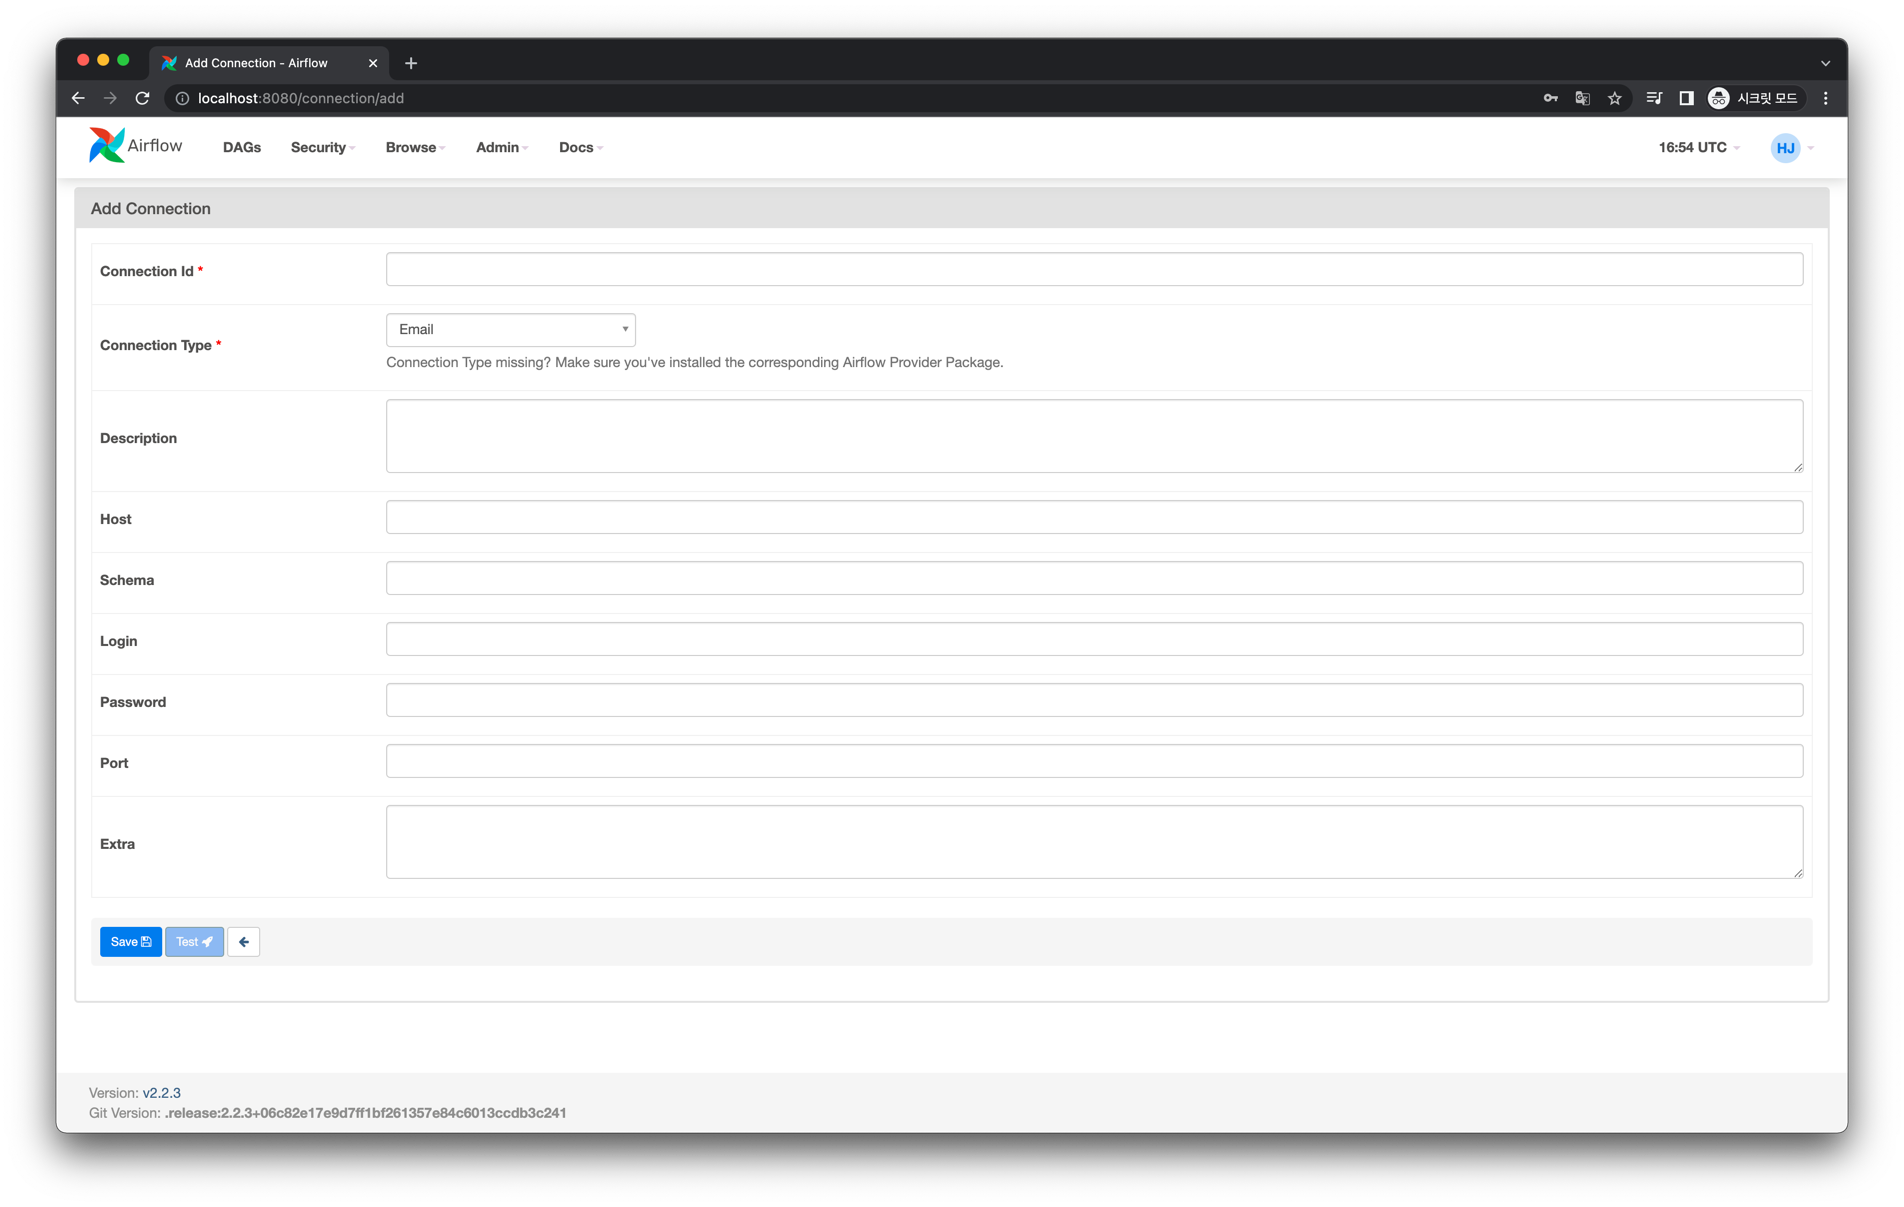 Add Connection - Airflow
localhost:8080/connection/add
시크릿 모드
Airflow
DAGs Security Browse Admin Docs 16:54 UTC HJ
Add Connection
Connection Id *
Connection Type * Email
Connection Type missing? Make sure you've installed the corresponding Airflow Provider Package.
Description
Host
Schema
Login
Password
Port
Extra
Save Test
Version: v2.2.3
Git Version: .release:2.2.3+06c82e17e9d7ff1bf261357e84c6013ccdb3c241